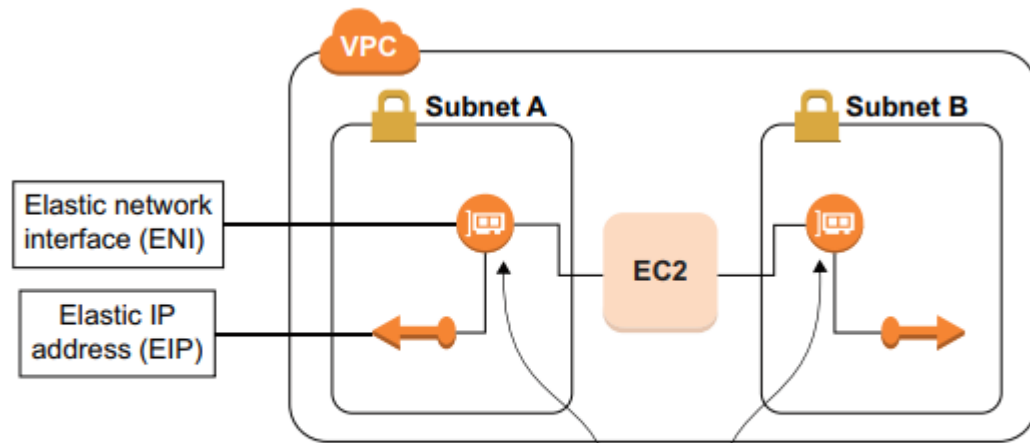 VPC
Subnet A
Subnet B
Elastic network
interface (ENI)
EC2
Elastic IP
address (EIP)